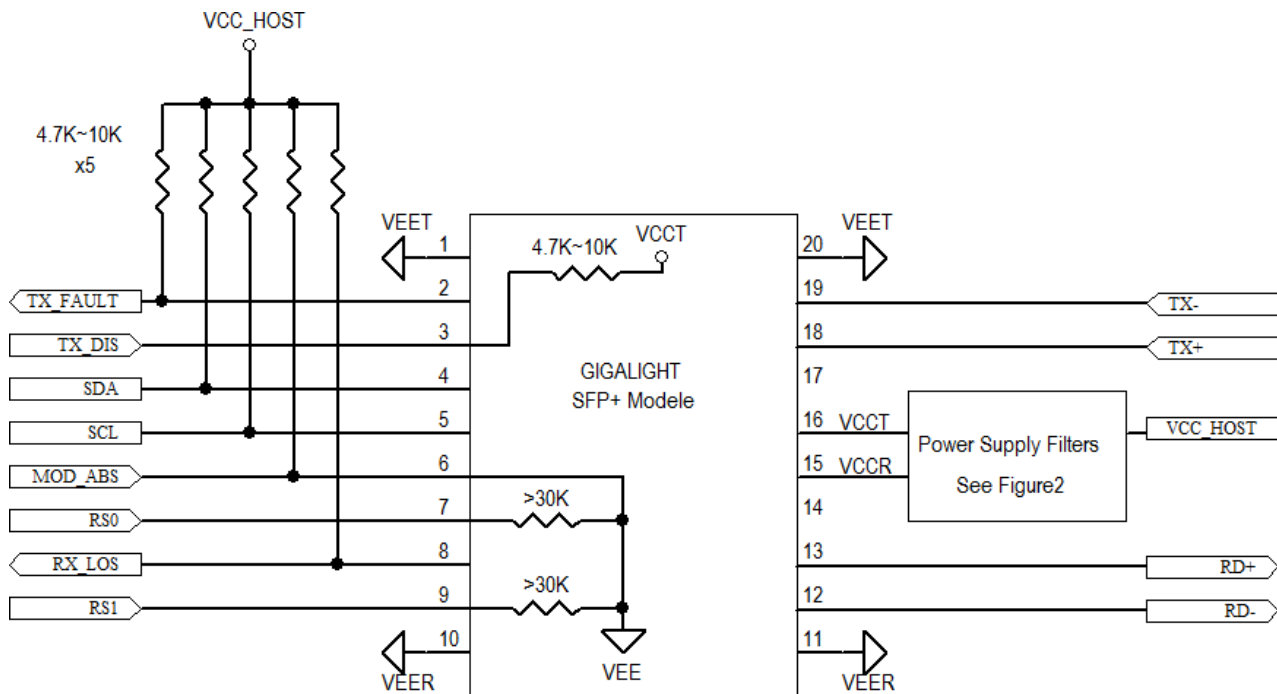 VCC_HOST
4.7K~10K
x5
VEET
1
4.7K~10K
VCCT
20
VEET
TX_FAULT
2
19
TX-
TX_DIS
3
18
TX+
SDA
4
GIGALIGHT
SFP+ Modele
17
SCL
5
16
VCCT
Power Supply Filters
See Figure2
VCC_HOST
MOD_ABS
6
15
VCCR
RS0
7
>30K
14
RX_LOS
8
13
RD+
RS1
9
>30K
12
RD-
10
VEER
VEE
11
VEER